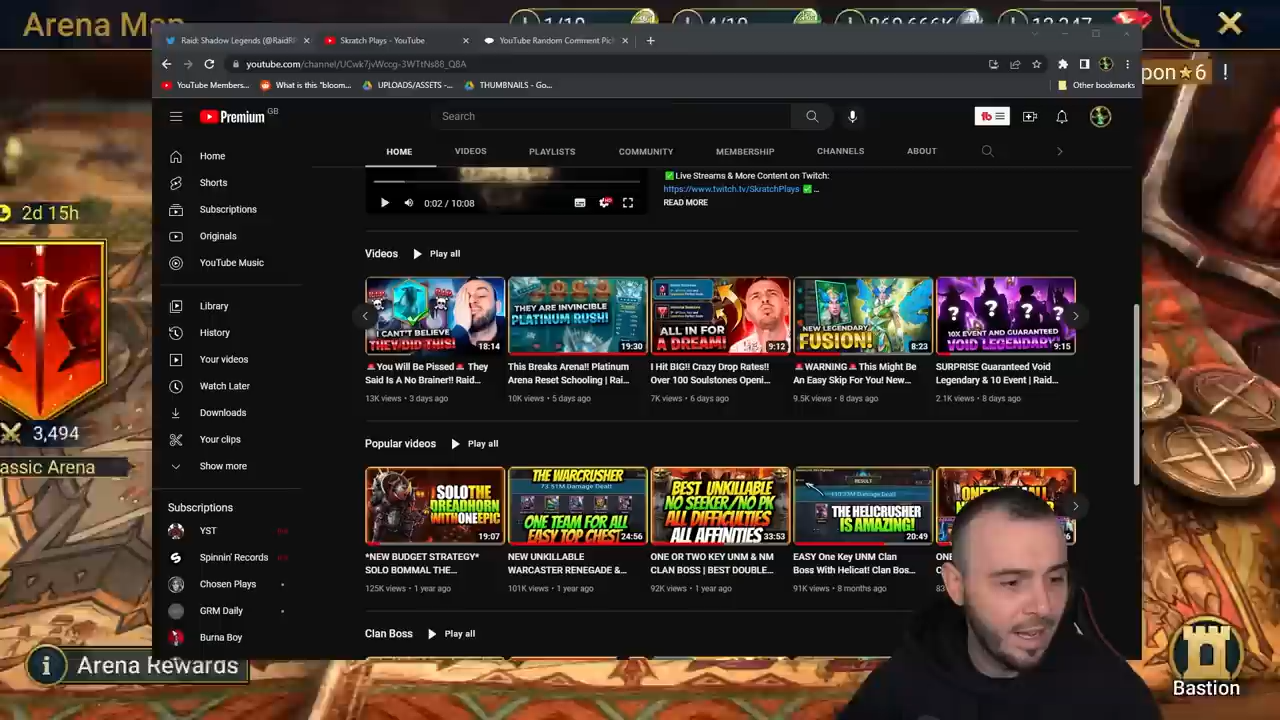 Arena Map
1/10
4/10
869,666K
Raid: Shadow Legends (@RaidRP
Skratch Plays - YouTube
YouTube Random Comment Pic
youtube.com/channel/UCwk7jvWccg-3WTtNs88_Q8A
YouTube Members...
What is this "bloom...
UPLOADS/ASSETS -...
THUMBNAILS - Go...
Other bookmarks
pon★6 !
Premium GB
Search
HOME
VIDEOS
PLAYLISTS
COMMUNITY
MEMBERSHIP
CHANNELS
ABOUT
Home
Shorts
Subscriptions
Originals
YouTube Music
Library
History
Your videos
Watch Later
Downloads
Your clips
Show more
Subscriptions
YST
Spinnin' Records
Chosen Plays
GRM Daily
Burna Boy
2d 15h
3,494
assic Arena
Arena Rewards
Bastion
✅Live Streams & More Content on Twitch:
https://www.twitch.tv/SkratchPlays ✅ ...
READ MORE
0:02 / 10:08
Videos
Play all
I CAN'T BELIEVE
THEY DID THIS!
18:14
🚨You Will Be Pissed🚨 They
Said Is A No Brainer!! Raid...
13K views • 3 days ago
THEY ARE INVINCIBLE
PLATINUM RUSH!
19:30
This Breaks Arena!! Platinum
Arena Reset Schooling | Rai...
10K views • 5 days ago
ALL IN FOR
A DREAM!
9:12
I Hit BIG!! Crazy Drop Rates!!
Over 100 Soulstones Openi...
7K views • 6 days ago
NEW LEGENDARY
FUSION!
8:23
🚨WARNING🚨This Might Be
An Easy Skip For You! New...
9.5K views • 8 days ago
10X EVENT AND GUARANTEED
VOID LEGENDARY
9:15
SURPRISE Guaranteed Void
Legendary & 10 Event | Raid...
2.1K views • 8 days ago
Popular videos
Play all
SOLO THE
DREADHORN
WITH ONE EPIC
19:07
*NEW BUDGET STRATEGY*
SOLO BOMMAL THE...
125K views • 1 year ago
THE WARCRUSHER
73.51M Damage Dealt
ONE TEAM FOR ALL
EASY TOP CHEST
24:56
NEW UNKILLABLE
WARCASTER RENEGADE &...
101K views • 1 year ago
BEST UNKILLABLE
NO SEEKER/NO PK
ALL DIFFICULTIES
ALL AFFINITIES
33:53
ONE OR TWO KEY UNM & NM
CLAN BOSS | BEST DOUBLE...
92K views • 1 year ago
RESULT
THE HELICRUSHER
IS AMAZING!
20:49
EASY One Key UNM Clan
Boss With Helicat! Clan Bos...
91K views • 8 months ago
Clan Boss
Play all